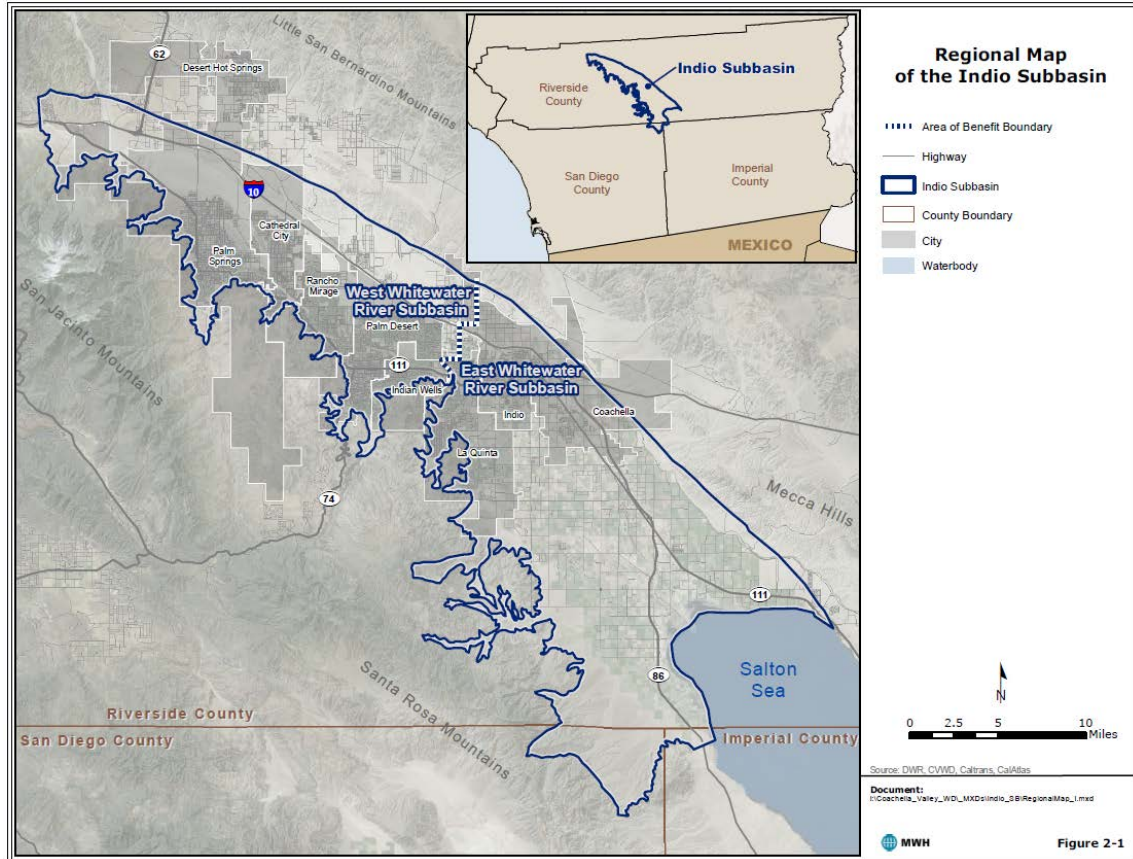 62
Desert Hot Springs
Little San Bernardino Mountains
10
Cathedral
City
Palm
Springs
Rancho
Mirage
San Jacinto Mountains
West Whitewater
River Subbasin
Palm Desert
111
East Whitewater
River Subbasin
Indian Wells
Indio
Coachella
La Quinta
74
Mecca Hills
111
Salton
Sea
86
Santa Rosa Mountains
Riverside County
San Diego County
Imperial County
Indio Subbasin
Riverside
County
San Diego
County
Imperial
County
MEXICO
Regional Map
of the Indio Subbasin
Area of Benefit Boundary
Highway
Indio Subbasin
County Boundary
City
Waterbody
N
0 2.5 5 10
Miles
Source: DWR, CVWD, Caltrans, CalAtlas
Document:
I:\Coachella_Valley_WD\_MXDs\Indio_SB\RegionalMap_I.mxd
MWH
Figure 2-1